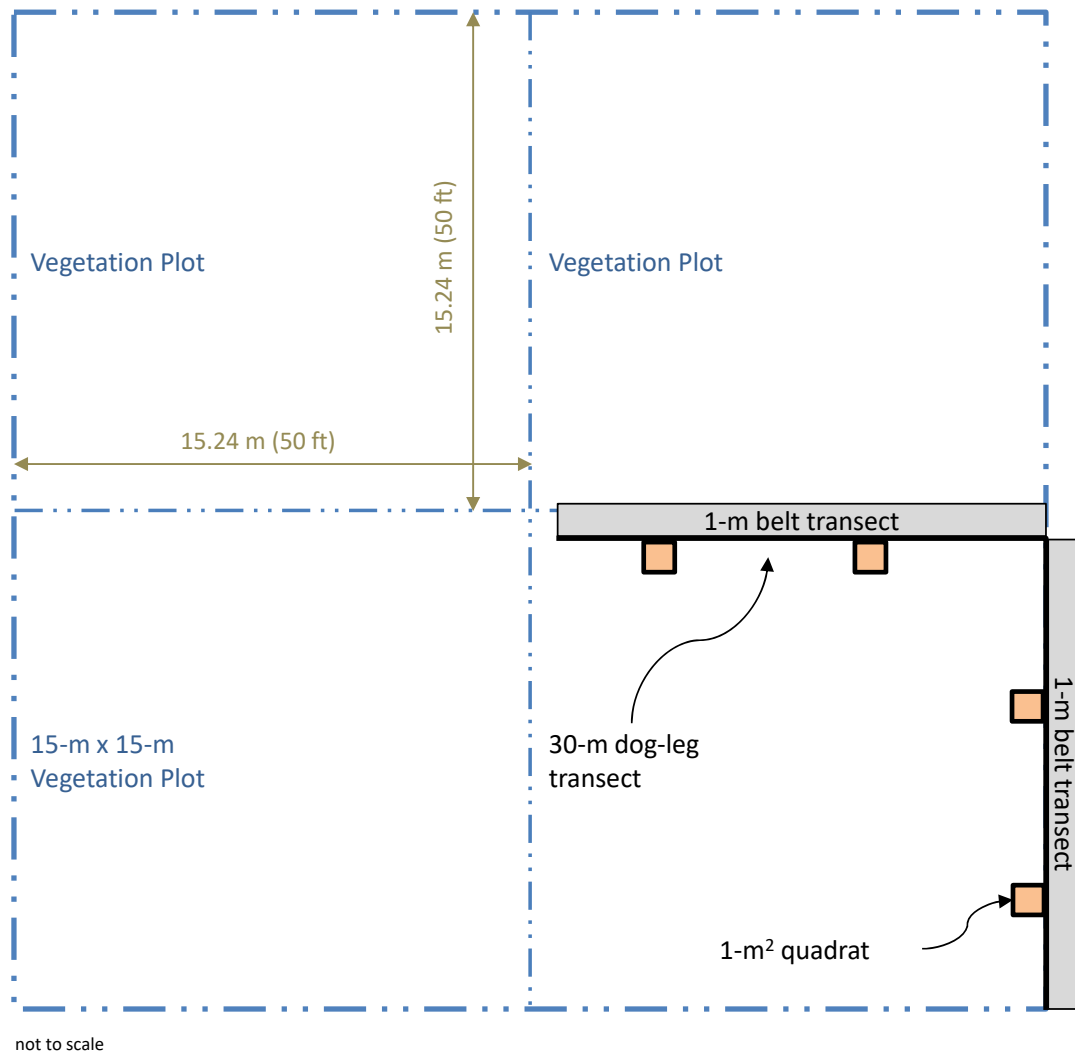 15.24 m (50 ft)
Vegetation Plot
Vegetation Plot
15.24 m (50 ft)
1-m belt transect
1-m belt transect
15-m x 15-m
Vegetation Plot
30-m dog-leg
transect
1-m² quadrat
not to scale